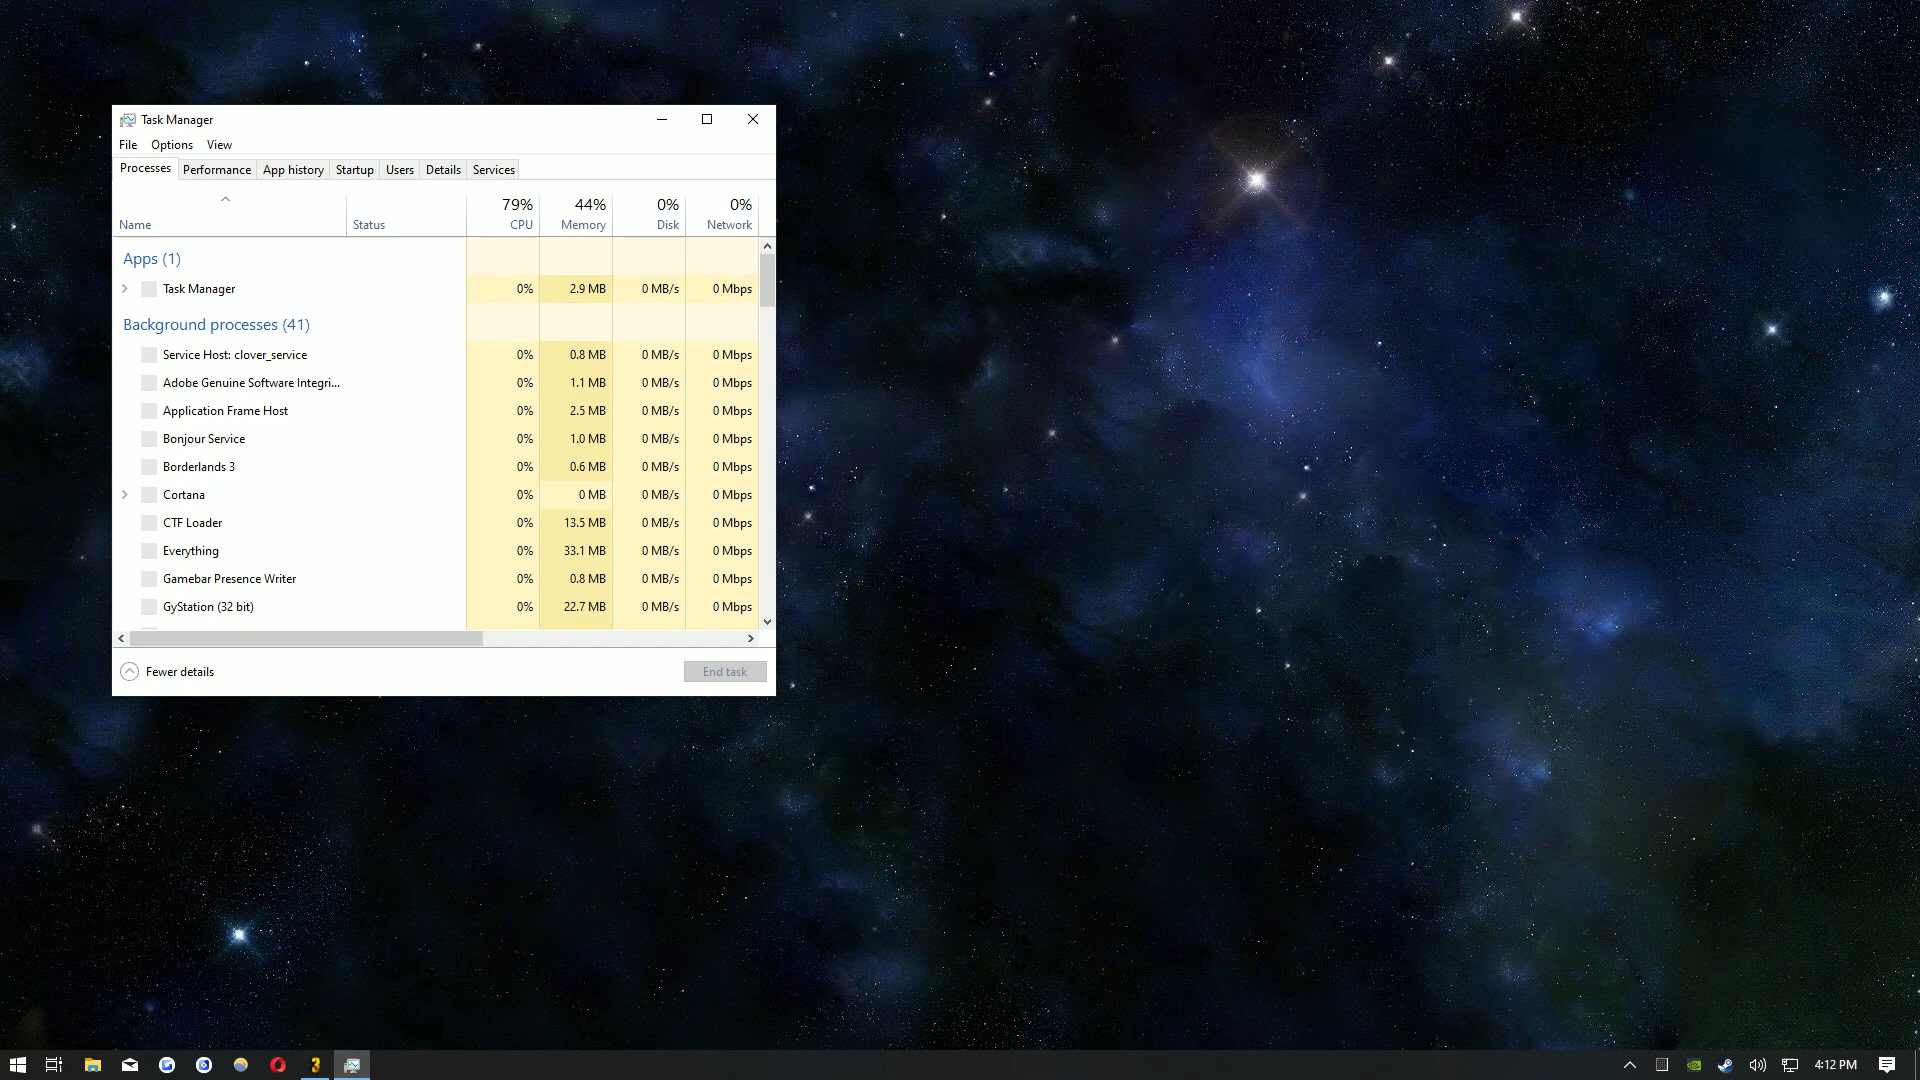 Task Manager
File Options View
Processes Performance App history Startup Users Details Services
79% 44% 0% 0%
Name Status CPU Memory Disk Network
Apps (1)
Task Manager 0% 2.9 MB 0 MB/s 0 Mbps
Background processes (41)
Service Host: clover_service 0% 0.8 MB 0 MB/s 0 Mbps
Adobe Genuine Software Integri... 0% 1.1 MB 0 MB/s 0 Mbps
Application Frame Host 0% 2.5 MB 0 MB/s 0 Mbps
Bonjour Service 0% 1.0 MB 0 MB/s 0 Mbps
Borderlands 3 0% 0.6 MB 0 MB/s 0 Mbps
Cortana 0% 0 MB 0 MB/s 0 Mbps
CTF Loader 0% 13.5 MB 0 MB/s 0 Mbps
Everything 0% 33.1 MB 0 MB/s 0 Mbps
Gamebar Presence Writer 0% 0.8 MB 0 MB/s 0 Mbps
GyStation (32 bit) 0% 22.7 MB 0 MB/s 0 Mbps
Fewer details End task
3 4:12 PM